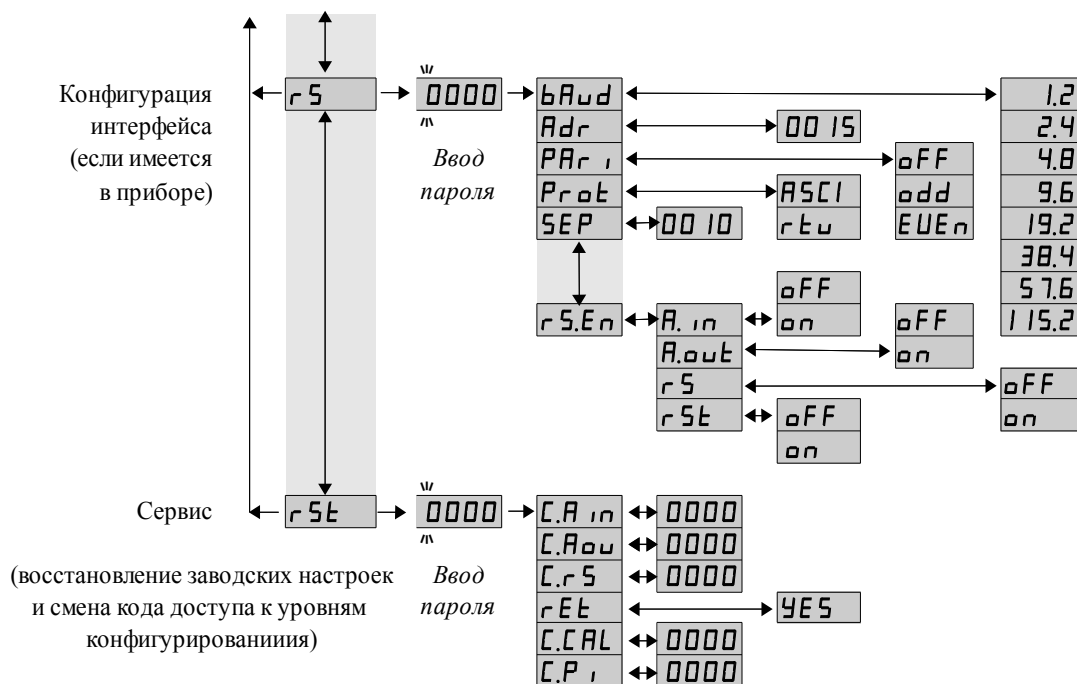 Конфигурация
интерфейса
(если имеется
в приборе)
rS
0000
Ввод
пароля
bAud
Adr
PAri
Prot
SEP
rS.En
1.2
2.4
4.8
9.6
19.2
38.4
57.6
115.2
0015
oFF
odd
EUEn
ASCI
rtu
0010
A.in
A.out
rS
rSt
oFF
on
oFF
on
oFF
on
oFF
on
Сервис
(восстановление заводских настроек
и смена кода доступа к уровням
конфигурированииия)
rSt
0000
Ввод
пароля
C.Ain
0000
C.Aou
0000
C.rS
0000
rEt
YES
C.CAL
0000
C.Pi
0000